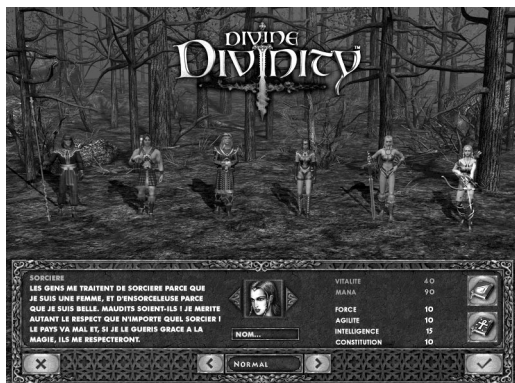 DIVINE
DIVINITY™
SORCIERE
LES GENS ME TRAITENT DE SORCIERE PARCE QUE
JE SUIS UNE FEMME, ET D'ENSORCELEUSE PARCE
QUE JE SUIS BELLE. MAUDITS SOIENT-ILS ! JE MERITE
AUTANT LE RESPECT QUE N'IMPORTE QUEL SORCIER !
LE PAYS VA MAL ET, SI JE LE GUERIS GRACE A LA
MAGIE, ILS ME RESPECTERONT.
NOM...
VITALITE 40
MANA 90
FORCE 10
AGILITE 10
INTELLIGENCE 15
CONSTITUTION 10
NORMAL